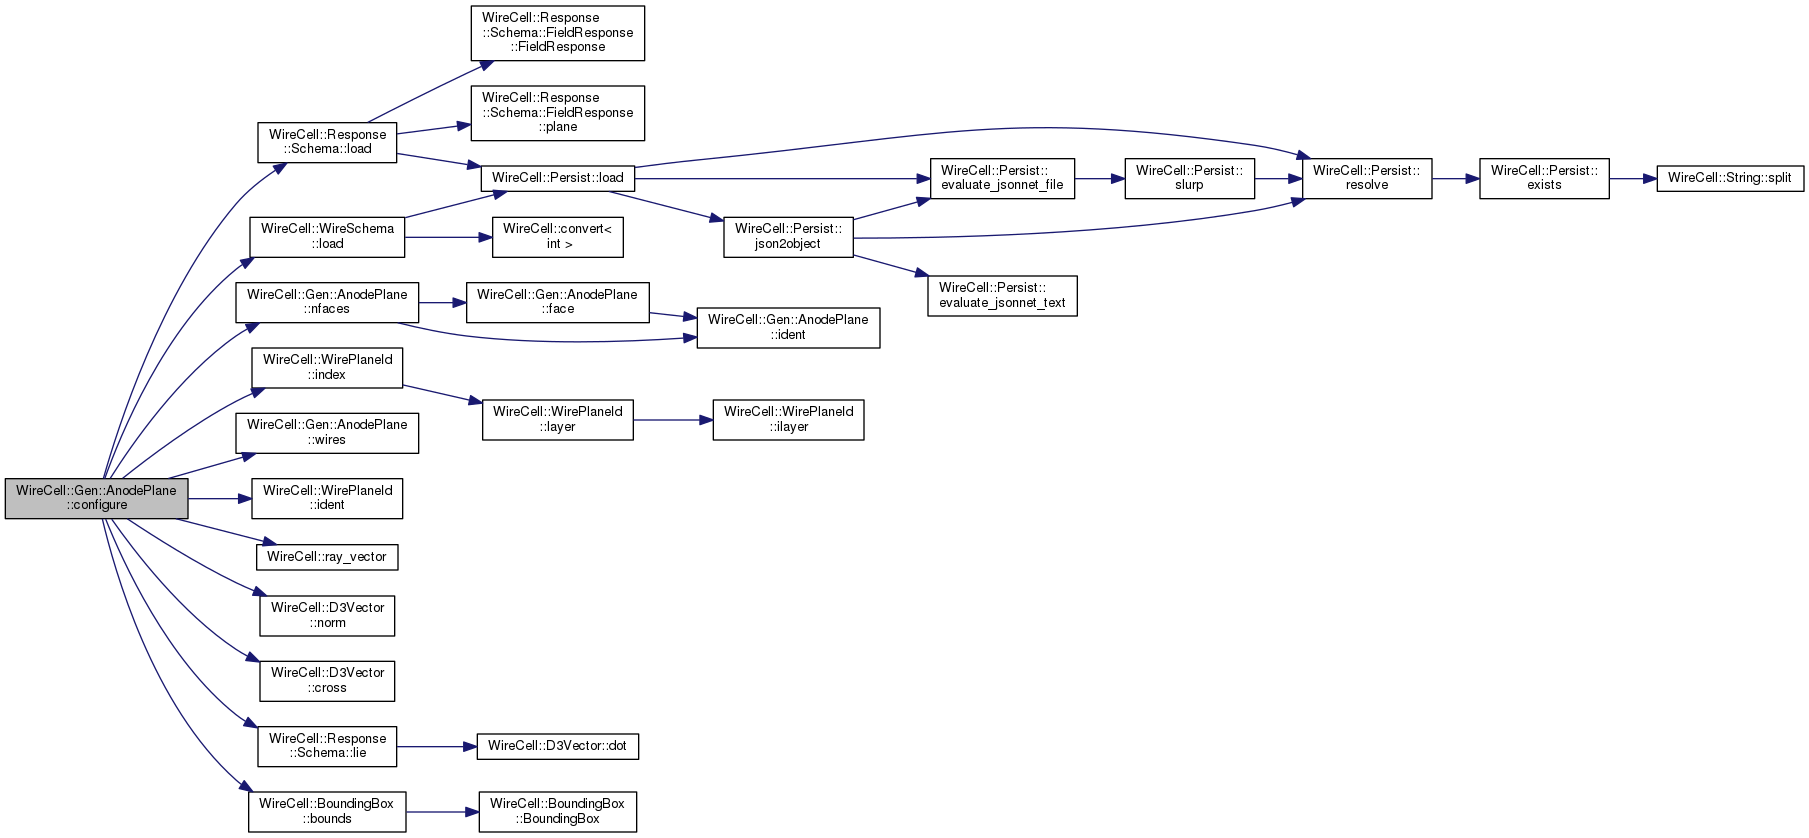 WireCell::Response
::Schema::FieldResponse
::FieldResponse
WireCell::Response
::Schema::FieldResponse
::plane
WireCell::Response
::Schema::load
WireCell::Persist::load
WireCell::Persist::
evaluate_jsonnet_file
WireCell::Persist::
slurp
WireCell::Persist::
resolve
WireCell::Persist::
exists
WireCell::String::split
WireCell::WireSchema
::load
WireCell::convert<
int >
WireCell::Persist::
json2object
WireCell::Persist::
evaluate_jsonnet_text
WireCell::Gen::AnodePlane
::nfaces
WireCell::Gen::AnodePlane
::face
WireCell::Gen::AnodePlane
::ident
WireCell::WirePlaneId
::index
WireCell::WirePlaneId
::layer
WireCell::WirePlaneId
::ilayer
WireCell::Gen::AnodePlane
::wires
WireCell::Gen::AnodePlane
::configure
WireCell::WirePlaneId
::ident
WireCell::ray_vector
WireCell::D3Vector
::norm
WireCell::D3Vector
::cross
WireCell::Response
::Schema::lie
WireCell::D3Vector::dot
WireCell::BoundingBox
::bounds
WireCell::BoundingBox
::BoundingBox